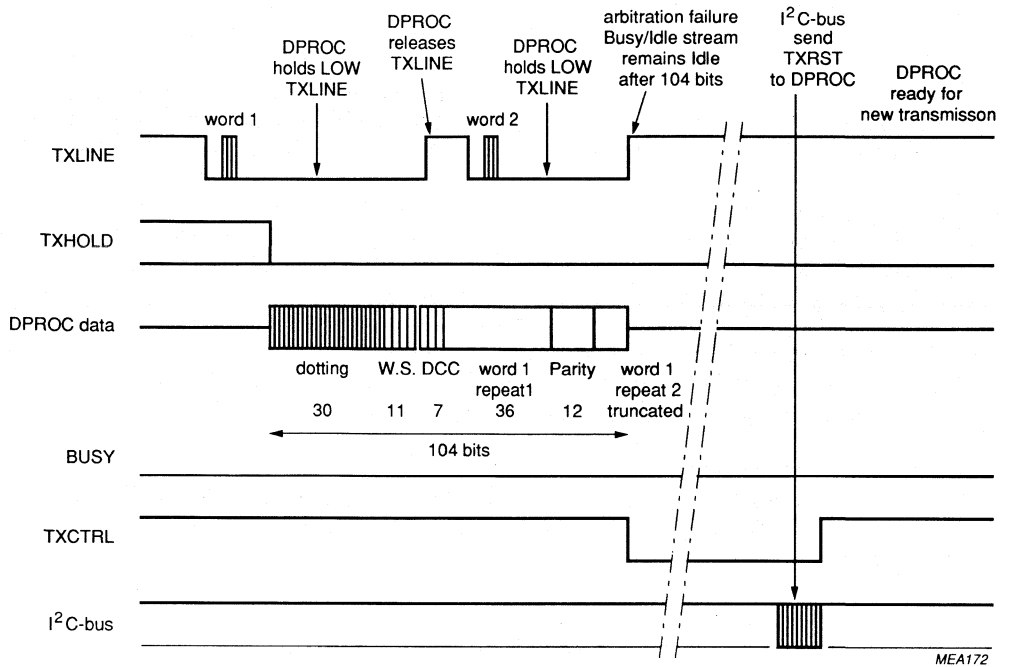 DPROC
holds LOW
TXLINE
DPROC
releases
TXLINE
DPROC
holds LOW
TXLINE
arbitration failure
Busy/Idle stream
remains Idle
after 104 bits
I²C-bus
send
TXRST
to DPROC
DPROC
ready for
new transmisson
word 1
word 2
TXLINE
TXHOLD
DPROC data
dotting
W.S.
DCC
word 1
repeat1
Parity
word 1
repeat 2
truncated
30
11
7
36
12
104 bits
BUSY
TXCTRL
I²C-bus
MEA172